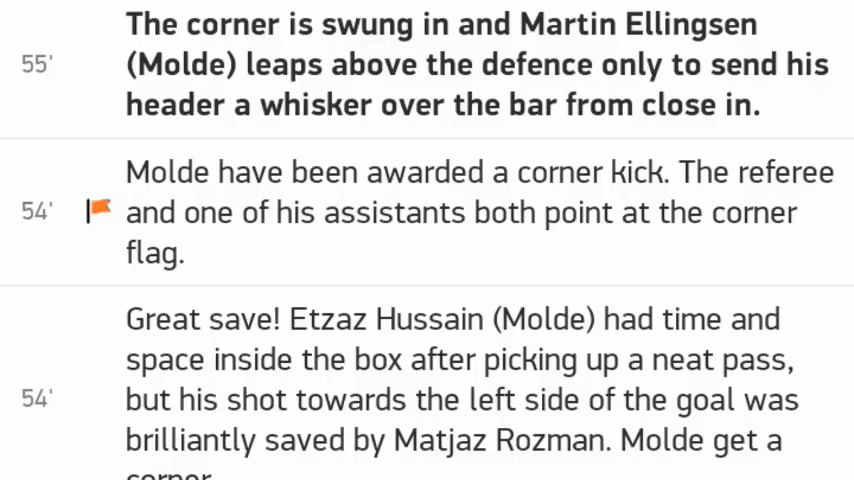 The corner is swung in and Martin Ellingsen
55'
(Molde) leaps above the defence only to send his
header a whisker over the bar from close in.
Molde have been awarded a corner kick. The referee
54'
and one of his assistants both point at the corner
flag.
Great save! Etzaz Hussain (Molde) had time and
space inside the box after picking up a neat pass,
54'
but his shot towards the left side of the goal was
brilliantly saved by Matjaz Rozman. Molde get a
corner.